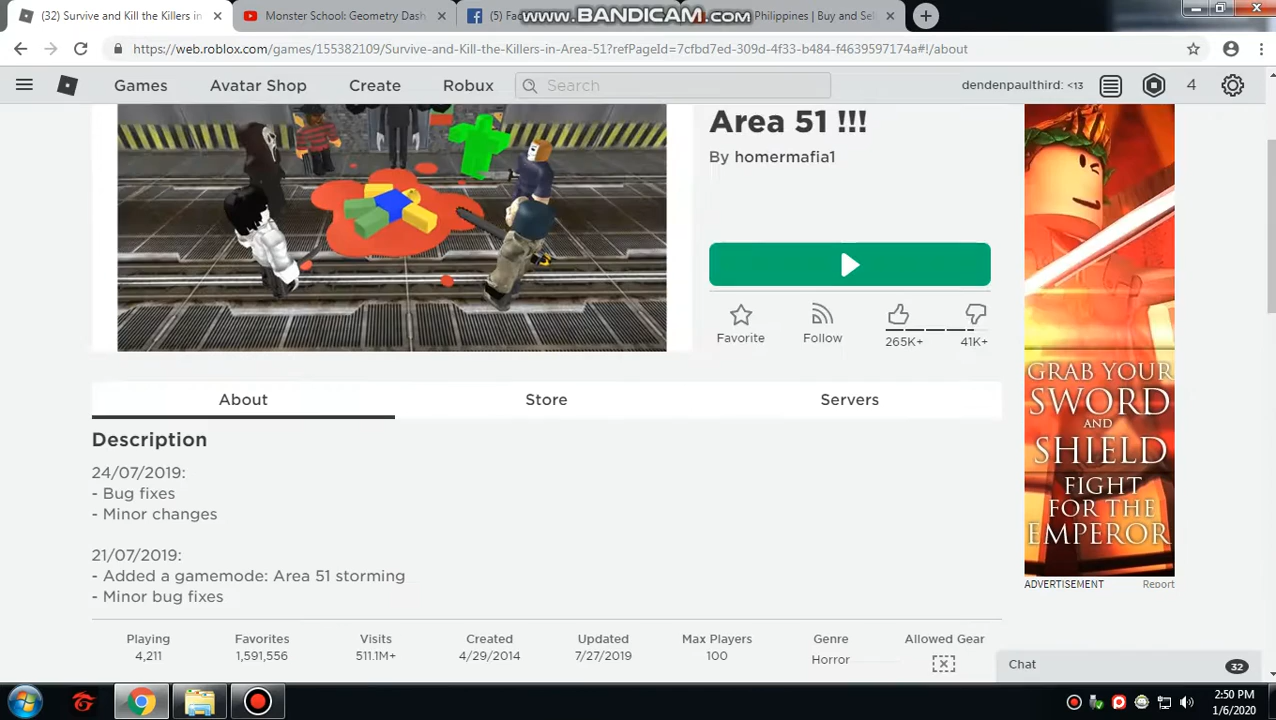 (32) Survive and Kill the Killers in
Monster School: Geometry Dash
(5) Fac
www.BANDICAM.com
Philippines | Buy and Sell
https://web.roblox.com/games/155382109/Survive-and-Kill-the-Killers-in-Area-51?refPageId=7cfbd7ed-309d-4f33-b484-f4639597174a#!/about
Games
Avatar Shop
Create
Robux
Search
dendenpaulthird: <13
4
Area 51 !!!
By homermafia1
Favorite
Follow
265K+
41K+
About
Store
Servers
Description
24/07/2019:
- Bug fixes
- Minor changes
21/07/2019:
- Added a gamemode: Area 51 storming
- Minor bug fixes
Playing
Favorites
Visits
Created
Updated
Max Players
Genre
Allowed Gear
4,211
1,591,556
511.1M+
4/29/2014
7/27/2019
100
Horror
GRAB YOUR
SWORD
AND
SHIELD
FIGHT
FOR THE
EMPEROR
ADVERTISEMENT
Report
Chat
32
2:50 PM
1/6/2020